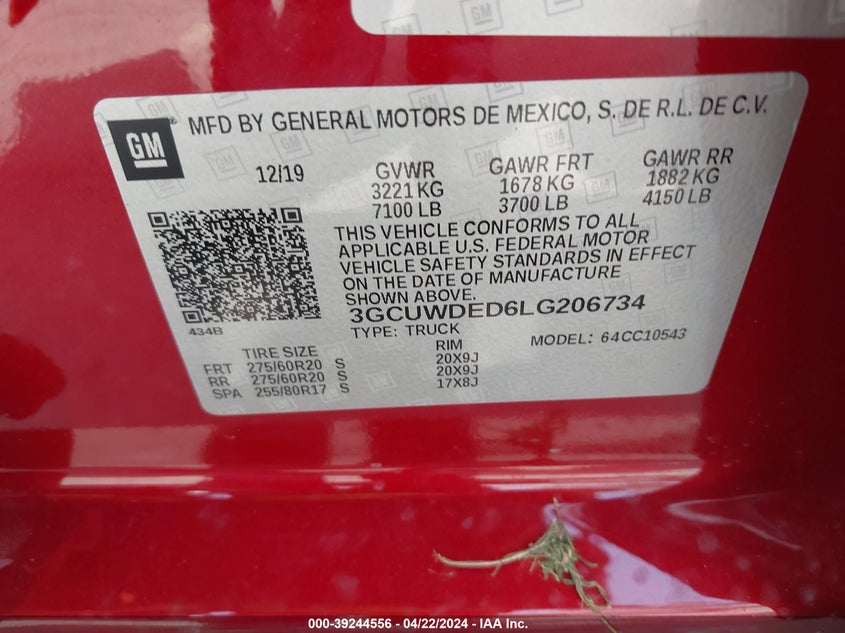 GM
MFD BY GENERAL MOTORS DE MEXICO, S. DE R.L. DE C.V.
12/19 GVWR GAWR FRT GAWR RR
3221 KG 1678 KG 1882 KG
7100 LB 3700 LB 4150 LB
THIS VEHICLE CONFORMS TO ALL
APPLICABLE U.S. FEDERAL MOTOR
VEHICLE SAFETY STANDARDS IN EFFECT
ON THE DATE OF MANUFACTURE
SHOWN ABOVE.
3GCUWDED6LG206734
434B
TYPE: TRUCK MODEL: 64CC10543
TIRE SIZE RIM
FRT 275/60R20 S 20X9J
RR 275/60R20 S 20X9J
SPA 255/80R17 S 17X8J
000-39244556 / 04/22/2024 - IAA Inc.